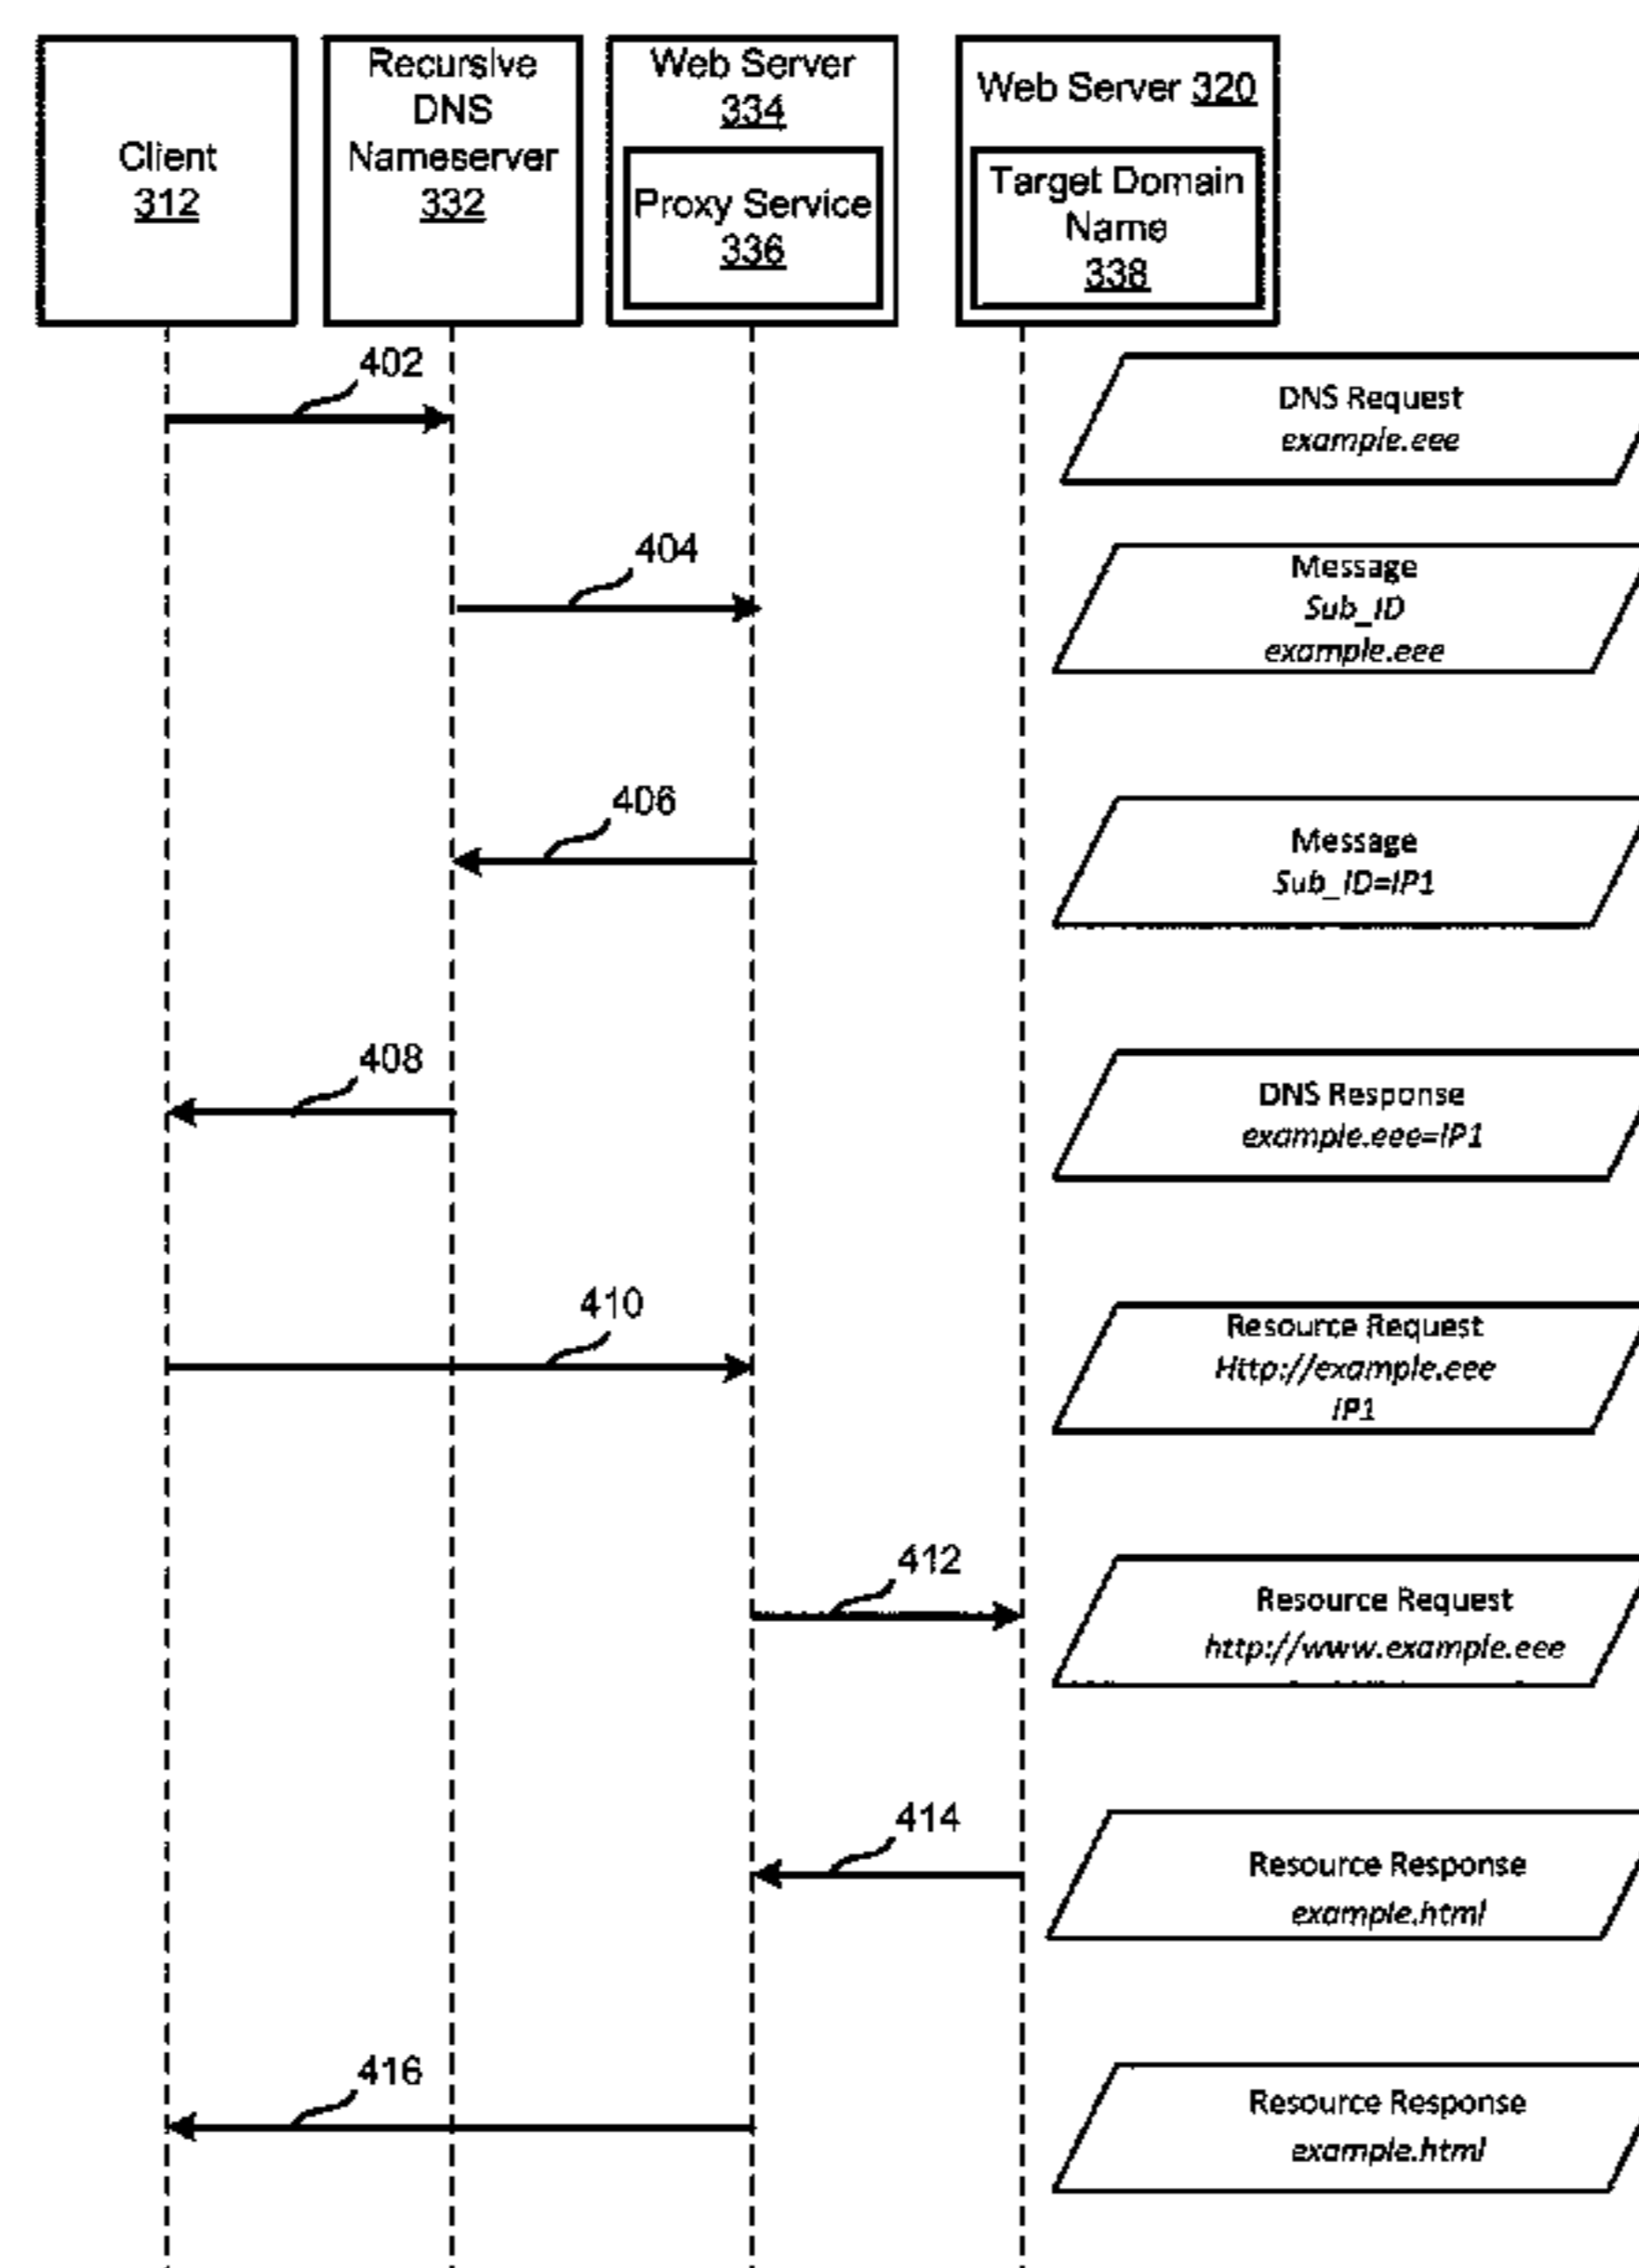 Client
312
Recursive
DNS
Nameserver
332
Web Server
334
Proxy Service
336
Web Server 320
Target Domain
Name
338
402
DNS Request
example.eee
404
Message
Sub_ID
example.eee
406
Message
Sub_ID=IP1
408
DNS Response
example.eee=IP1
410
Resource Request
Http://example.eee
IP1
412
Resource Request
http://www.example.eee
414
Resource Response
example.html
416
Resource Response
example.html